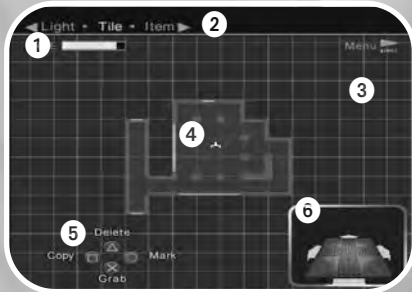 ◀ Light • Tile • Item ▶ 2
1
Menu
3
4
5
6
Delete
Copy Mark
Grab